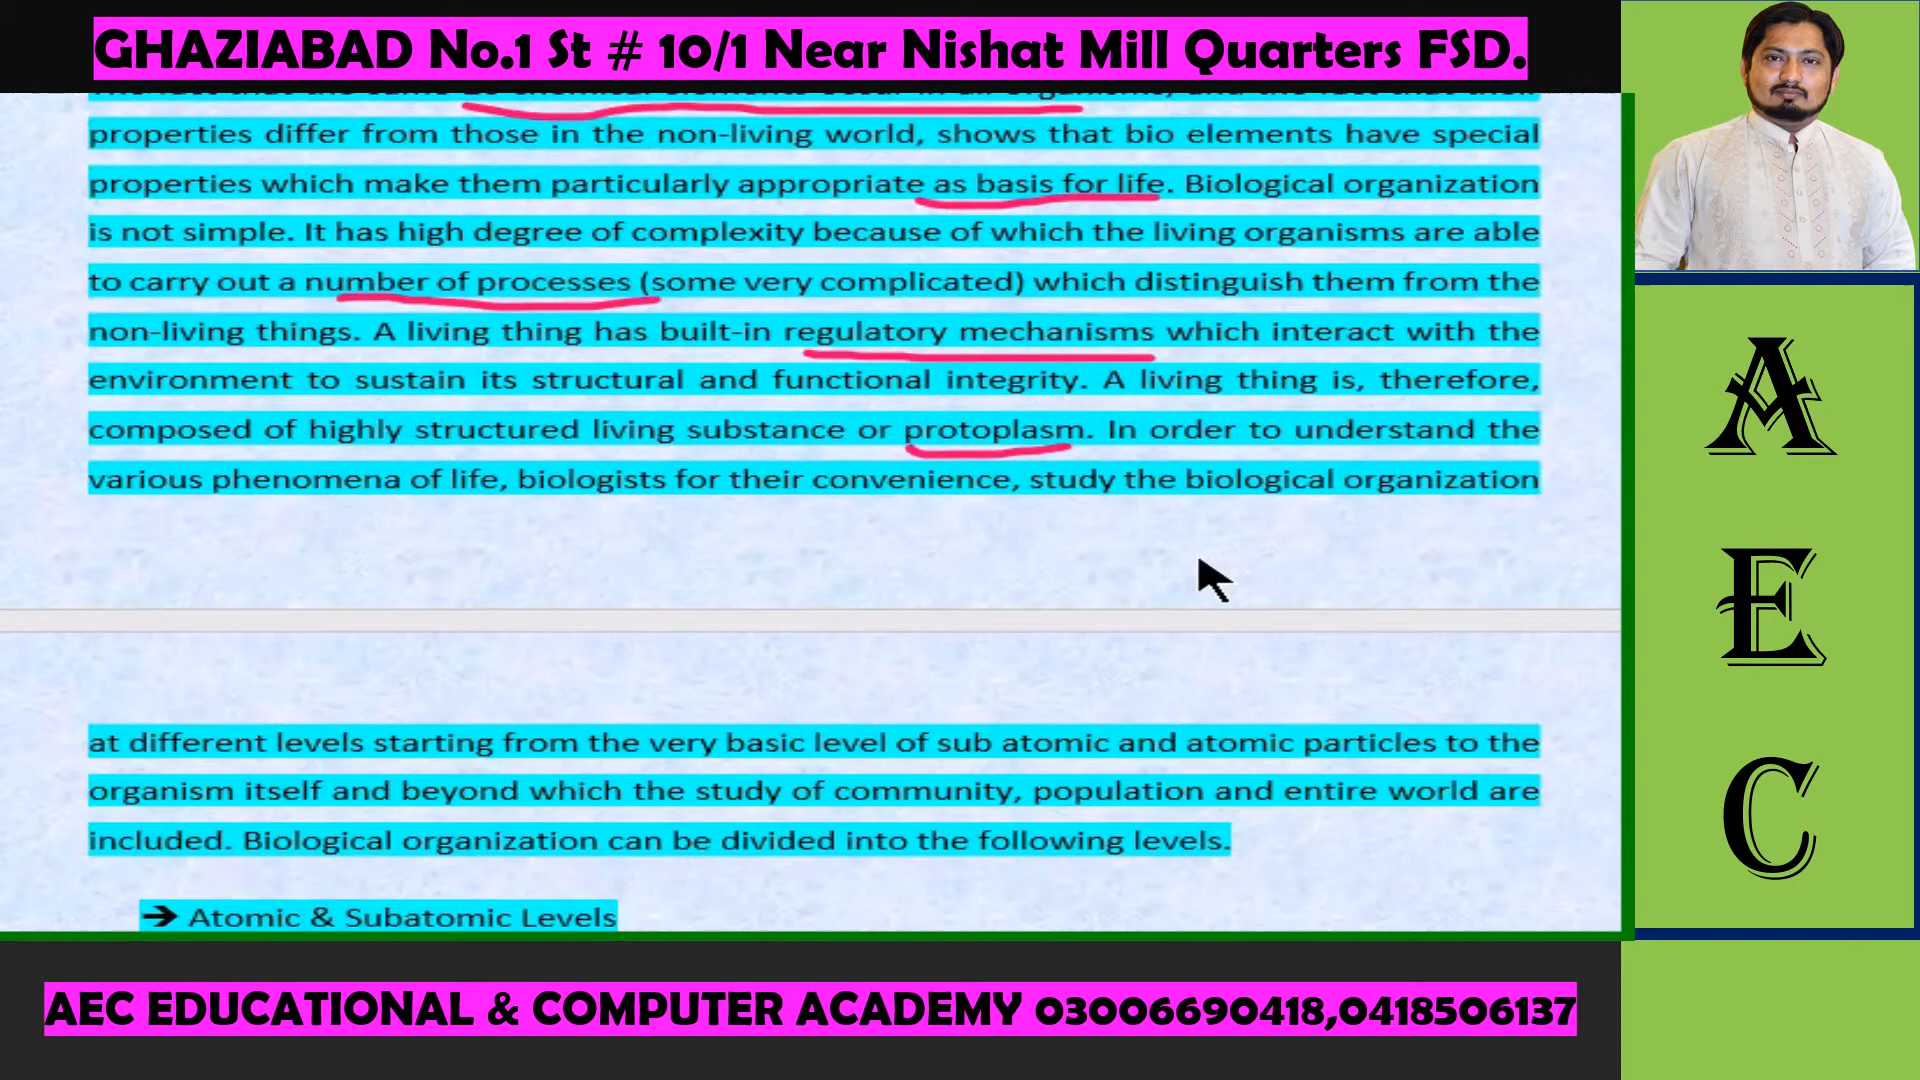 GHAZIABAD No.1 St # 10/1 Near Nishat Mill Quarters FSD.
properties differ from those in the non-living world, shows that bio elements have special
properties which make them particularly appropriate as basis for life. Biological organization
is not simple. It has high degree of complexity because of which the living organisms are able
to carry out a number of processes (some very complicated) which distinguish them from the
non-living things. A living thing has built-in regulatory mechanisms which interact with the
environment to sustain its structural and functional integrity. A living thing is, therefore,
composed of highly structured living substance or protoplasm. In order to understand the
various phenomena of life, biologists for their convenience, study the biological organization
at different levels starting from the very basic level of sub atomic and atomic particles to the
organism itself and beyond which the study of community, population and entire world are
included. Biological organization can be divided into the following levels.
➔ Atomic & Subatomic Levels
A
E
C
AEC EDUCATIONAL & COMPUTER ACADEMY 03006690418,0418506137